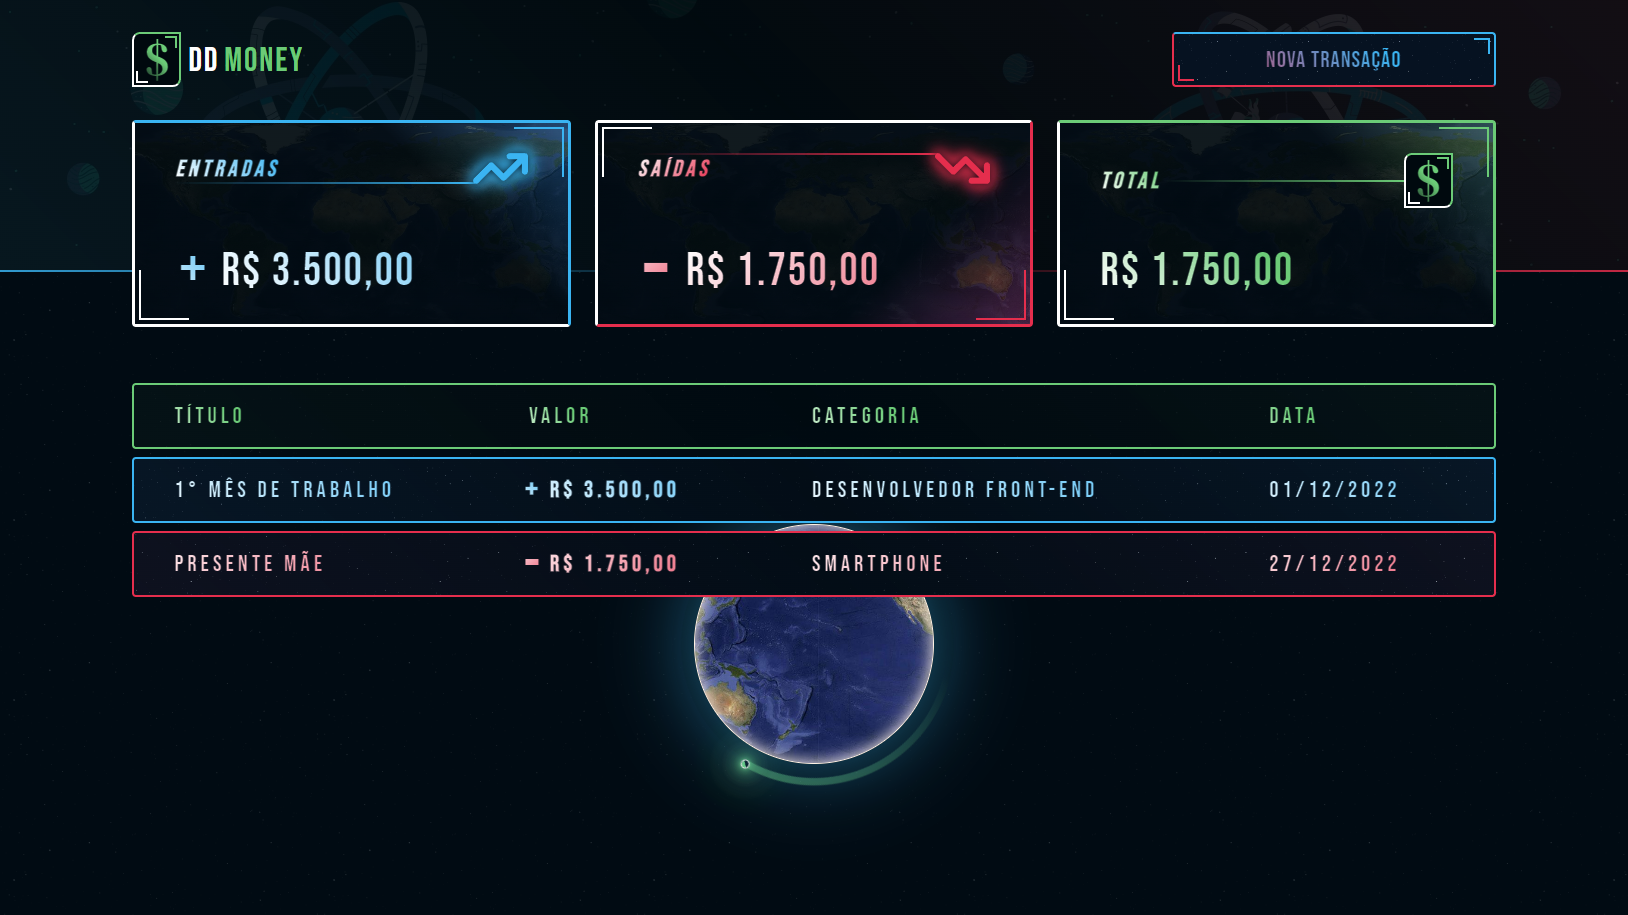 $ DD MONEY
NOVA TRANSAÇÃO
ENTRADAS
+ R$ 3.500,00
SAÍDAS
- R$ 1.750,00
TOTAL $
R$ 1.750,00
TÍTULO VALOR CATEGORIA DATA
1° MÊS DE TRABALHO + R$ 3.500,00 DESENVOLVEDOR FRONT-END 01/12/2022
PRESENTE MÃE - R$ 1.750,00 SMARTPHONE 27/12/2022